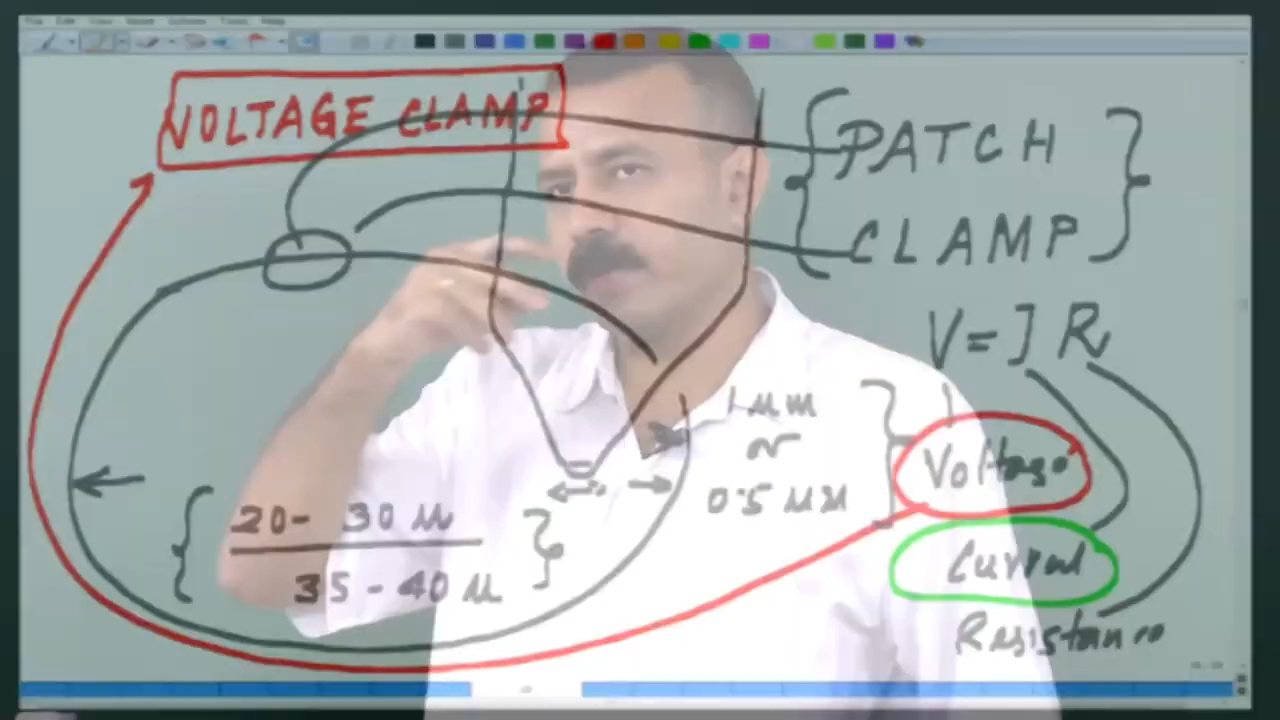 VOLTAGE CLAMP
PATCH
CLAMP
V = I R
1 μm
or
0.5 μm
Voltage
20- 30 μ
35 - 40 μ
Current
Resistance